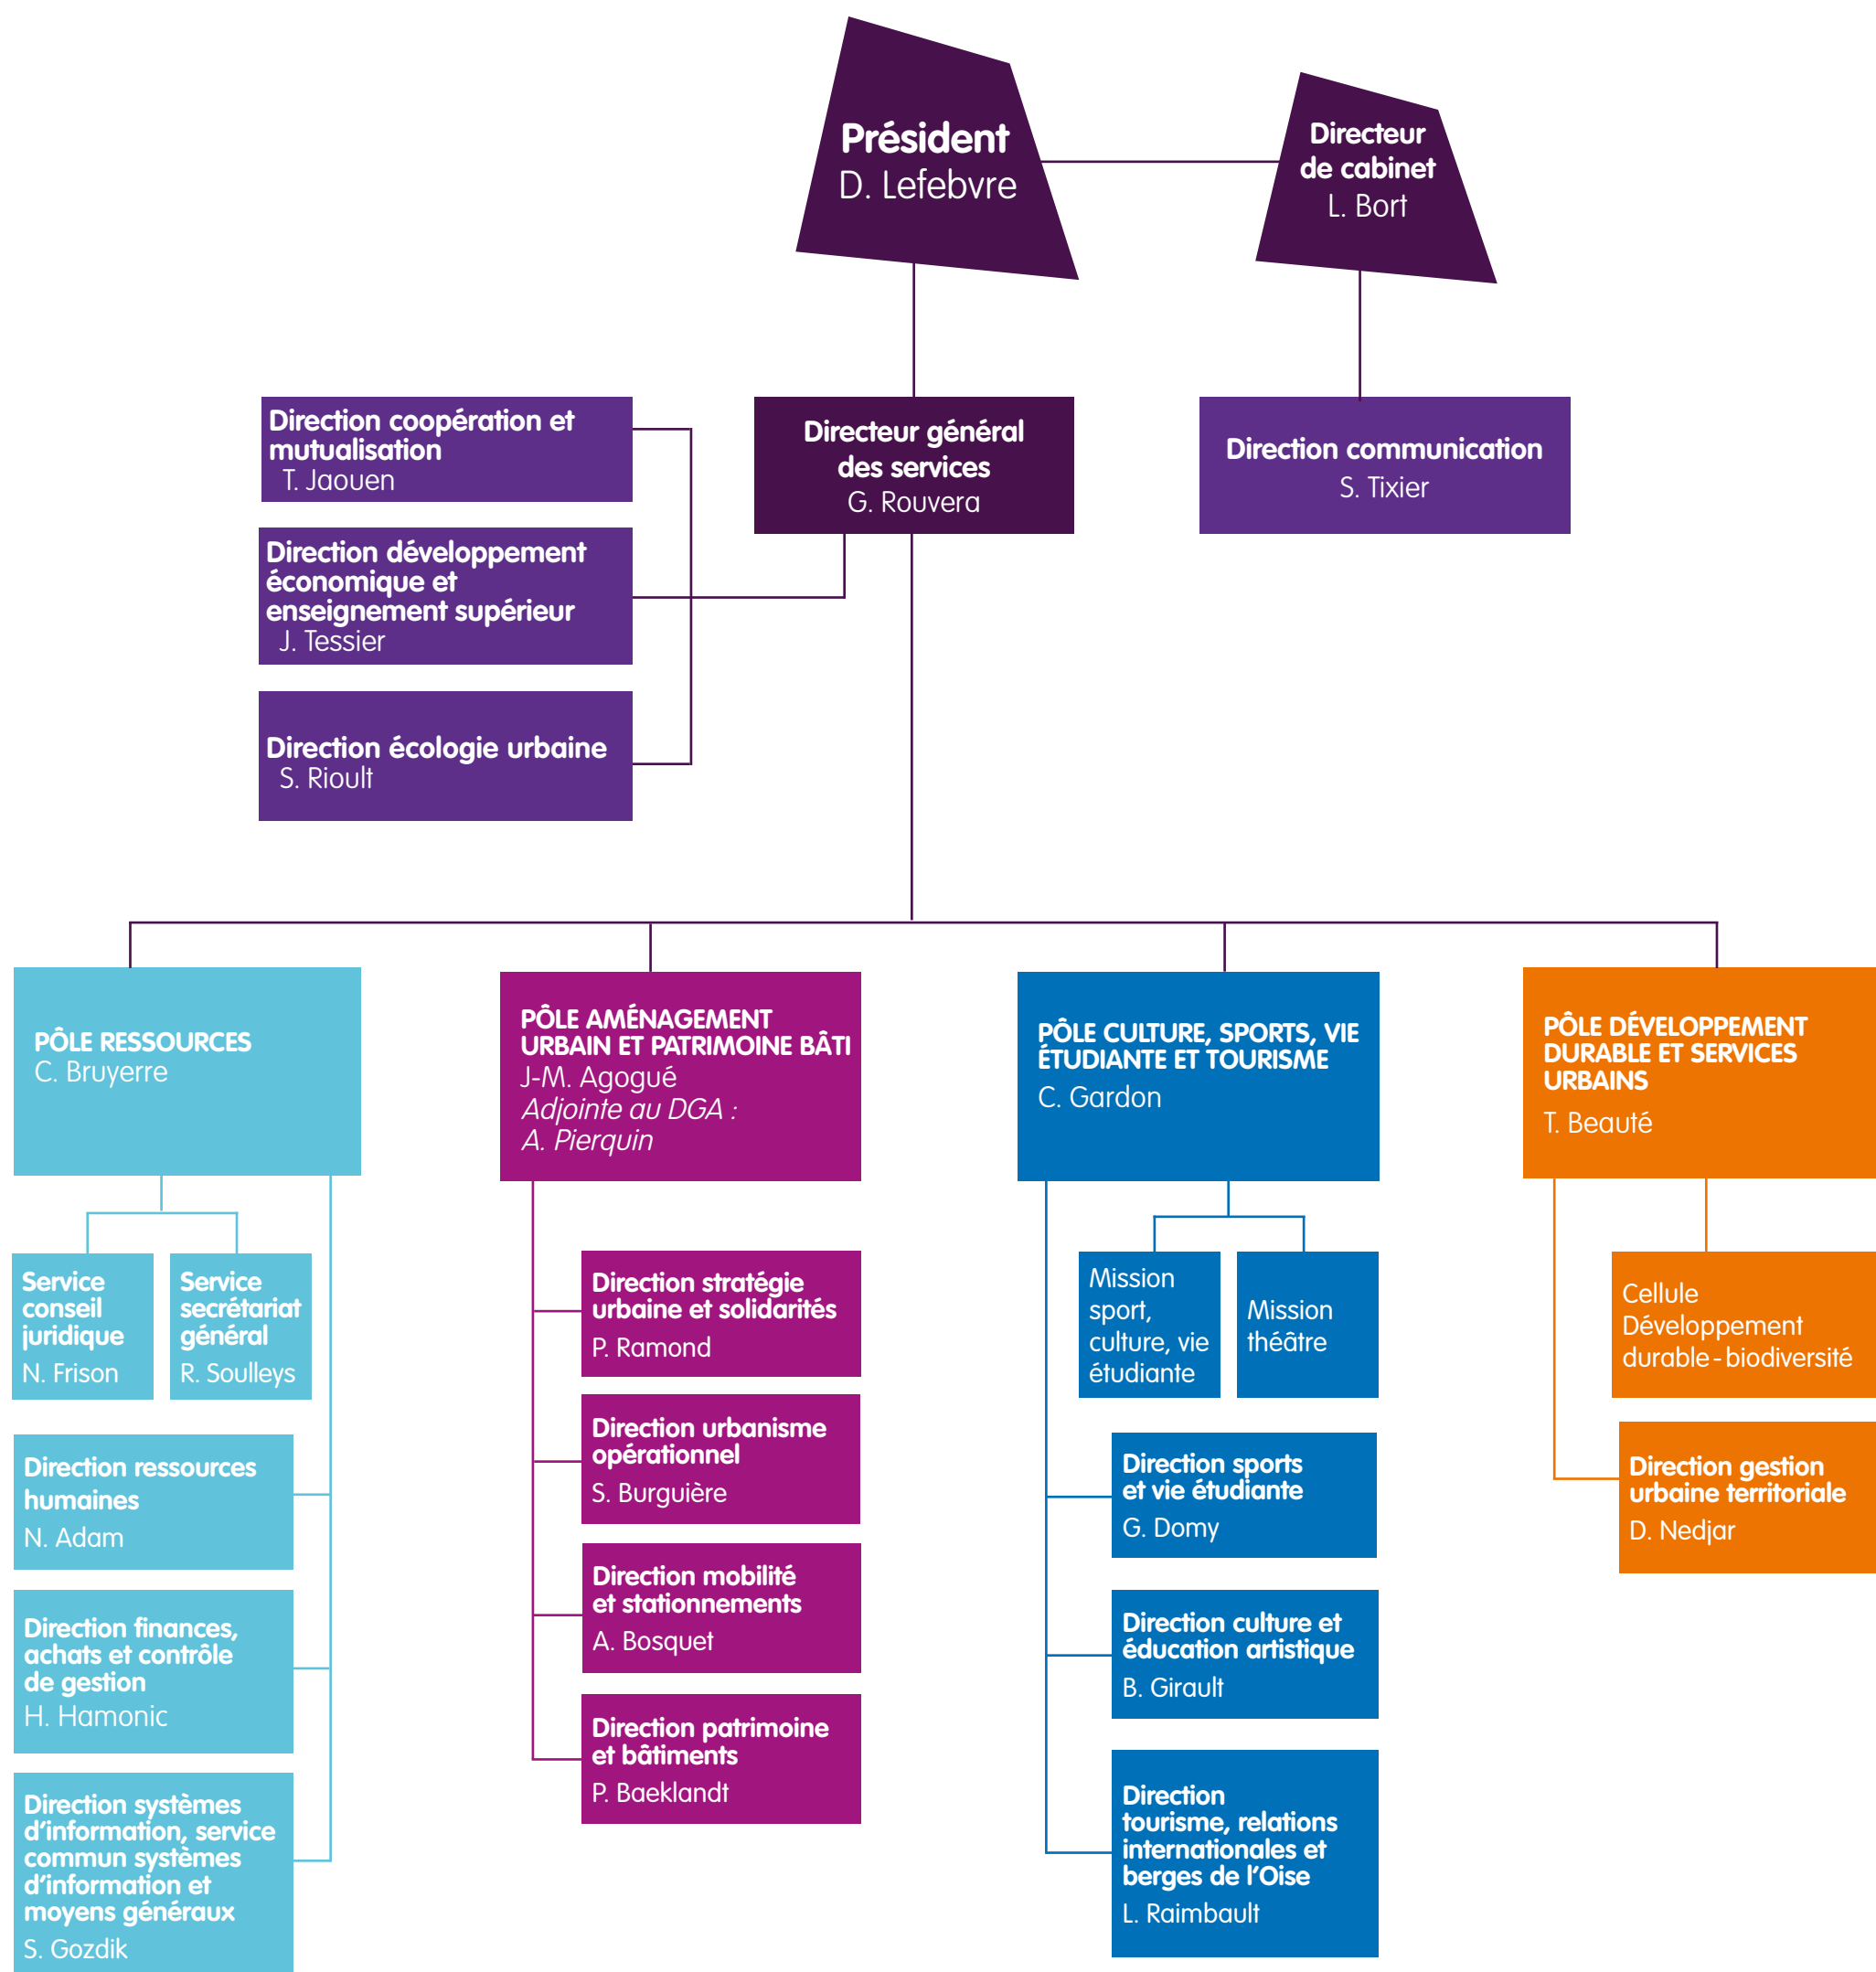 Président
D. Lefebvre
Directeur
de cabinet
L. Bort
Direction coopération et
mutualisation
T. Jaouen
Directeur général
des services
G. Rouvera
Direction communication
S. Tixier
Direction développement
économique et
enseignement supérieur
J. Tessier
Direction écologie urbaine
S. Rioult
PÔLE RESSOURCES
C. Bruyerre
Service
conseil
juridique
N. Frison
Service
secrétariat
général
R. Soulleys
Direction ressources
humaines
N. Adam
Direction finances,
achats et contrôle
de gestion
H. Hamonic
Direction systèmes
d'information, service
commun systèmes
d'information et
moyens généraux
S. Gozdik
PÔLE AMÉNAGEMENT
URBAIN ET PATRIMOINE BÂTI
J-M. Agogué
Adjointe au DGA :
A. Pierquin
Direction stratégie
urbaine et solidarités
P. Ramond
Direction urbanisme
opérationnel
S. Burguière
Direction mobilité
et stationnements
A. Bosquet
Direction patrimoine
et bâtiments
P. Baeklandt
PÔLE CULTURE, SPORTS, VIE
ÉTUDIANTE ET TOURISME
C. Gardon
Mission
sport,
culture, vie
étudiante
Mission
théâtre
Direction sports
et vie étudiante
G. Domy
Direction culture et
éducation artistique
B. Girault
Direction
tourisme, relations
internationales et
berges de l'Oise
L. Raimbault
PÔLE DÉVELOPPEMENT
DURABLE ET SERVICES
URBAINS
T. Beauté
Cellule
Développement
durable-biodiversité
Direction gestion
urbaine territoriale
D. Nedjar